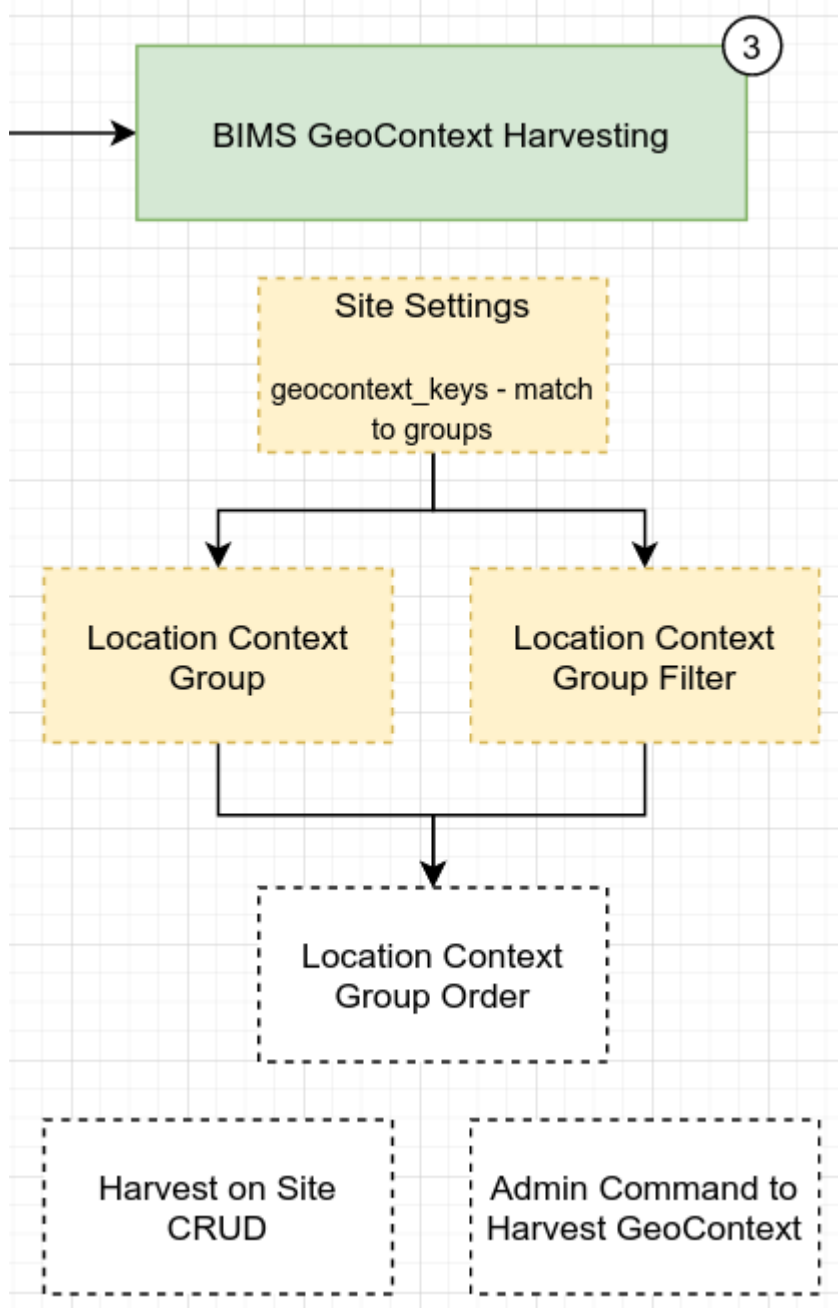 3
BIMS GeoContext Harvesting
Site Settings
geocontext_keys - match
to groups
Location Context
Group
Location Context
Group Filter
Location Context
Group Order
Harvest on Site
CRUD
Admin Command to
Harvest GeoContext